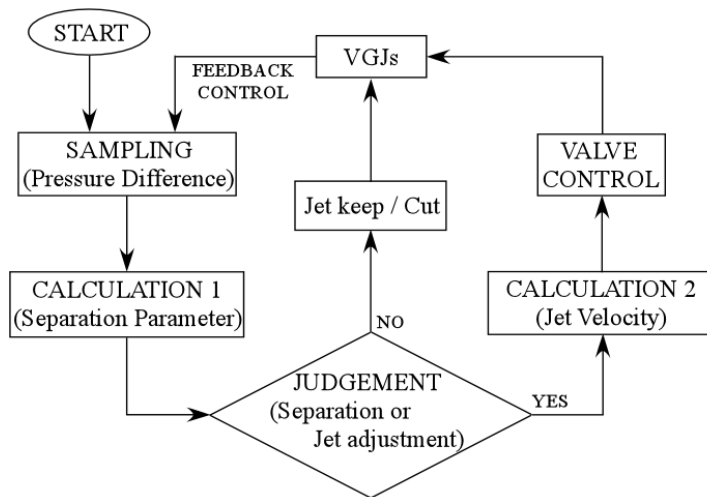 START
VGJs
FEEDBACK
CONTROL
SAMPLING
(Pressure Difference)
VALVE
CONTROL
Jet keep / Cut
CALCULATION 1
(Separation Parameter)
CALCULATION 2
(Jet Velocity)
NO
JUDGEMENT
(Separation or
Jet adjustment)
YES